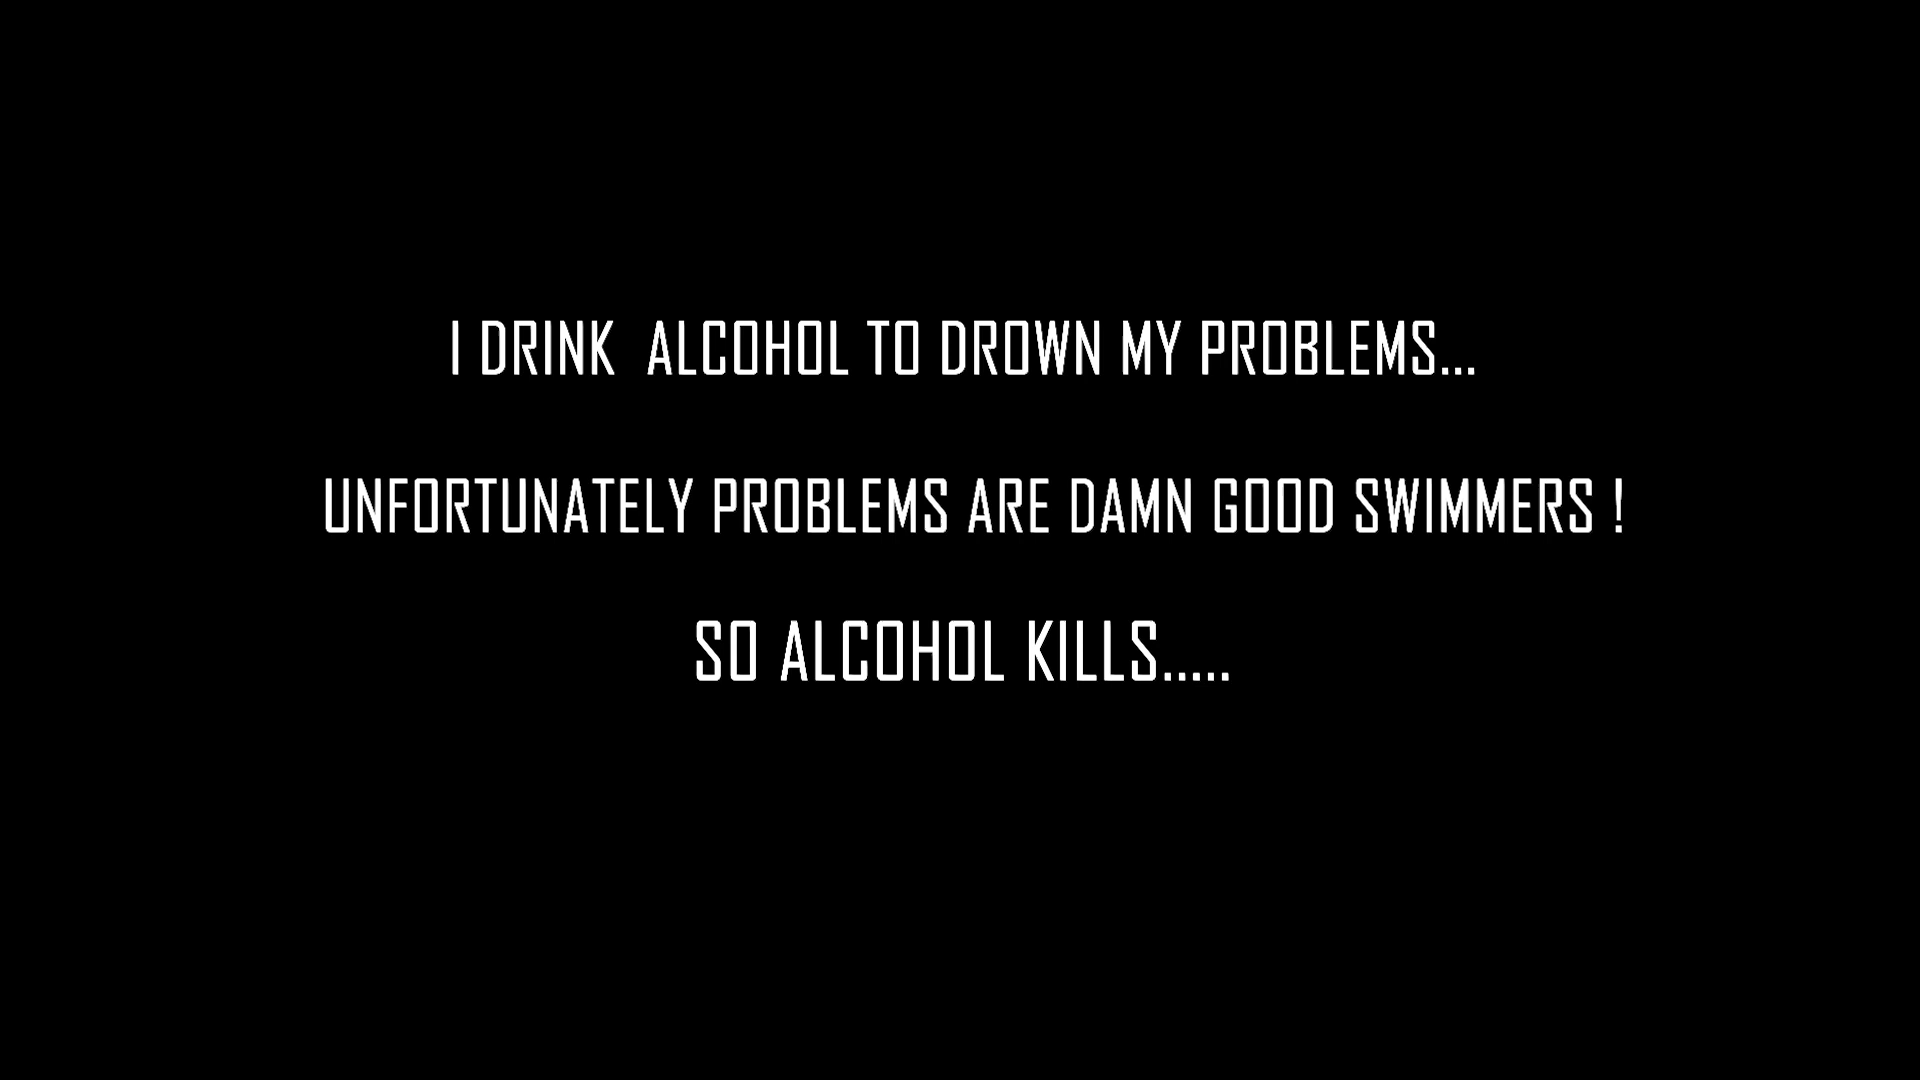 I DRINK  ALCOHOL TO DROWN MY PROBLEMS...
UNFORTUNATELY PROBLEMS ARE DAMN GOOD SWIMMERS !
SO ALCOHOL KILLS.....